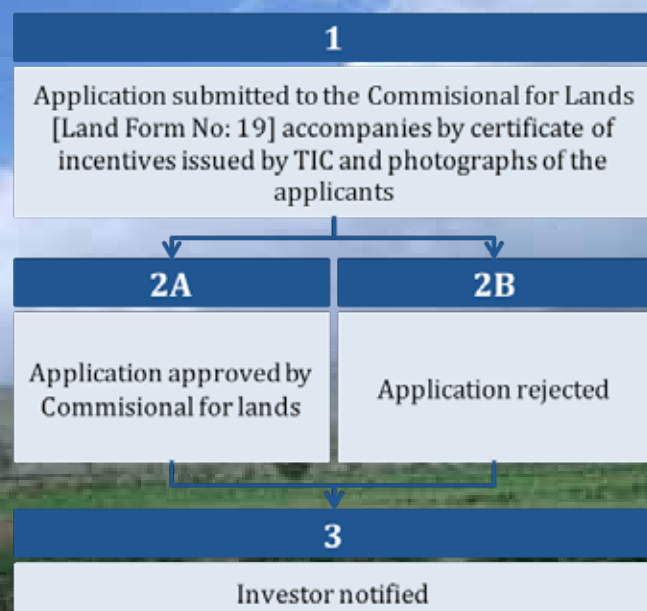 1
Application submitted to the Commisional for Lands
[Land Form No: 19] accompanies by certificate of
incentives issued by TIC and photographs of the
applicants
2A
2B
Application approved by
Commisional for lands
Application rejected
3
Investor notified